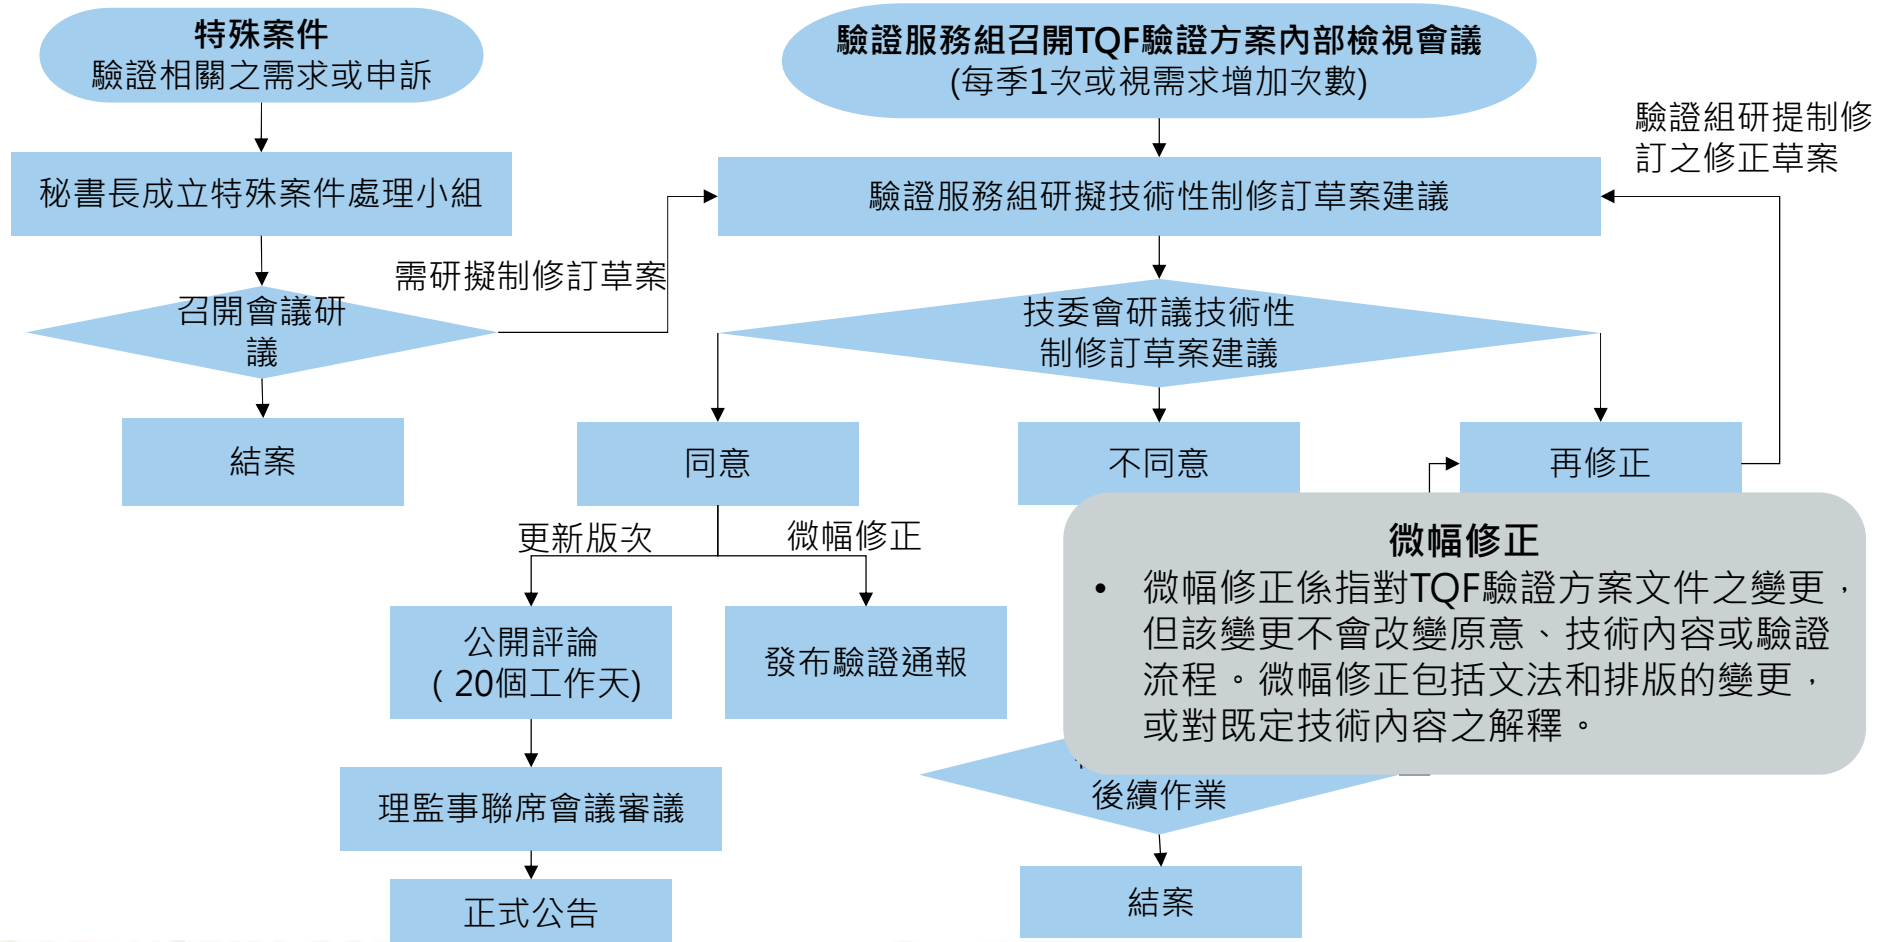 特殊案件
驗證相關之需求或申訴
秘書長成立特殊案件處理小組
召開會議研
議
需研擬制修訂草案
結案
驗證服務組召開TQF驗證方案內部檢視會議
(每季1次或視需求增加次數)
驗證組研提制修
訂之修正草案
驗證服務組研擬技術性制修訂草案建議
技委會研議技術性
制修訂草案建議
同意
不同意
再修正
更新版次
微幅修正
公開評論
( 20個工作天)
發布驗證通報
理監事聯席會議審議
正式公告
微幅修正
• 微幅修正係指對TQF驗證方案文件之變更，
但該變更不會改變原意、技術內容或驗證
流程。微幅修正包括文法和排版的變更，
或對既定技術內容之解釋。
後續作業
結案